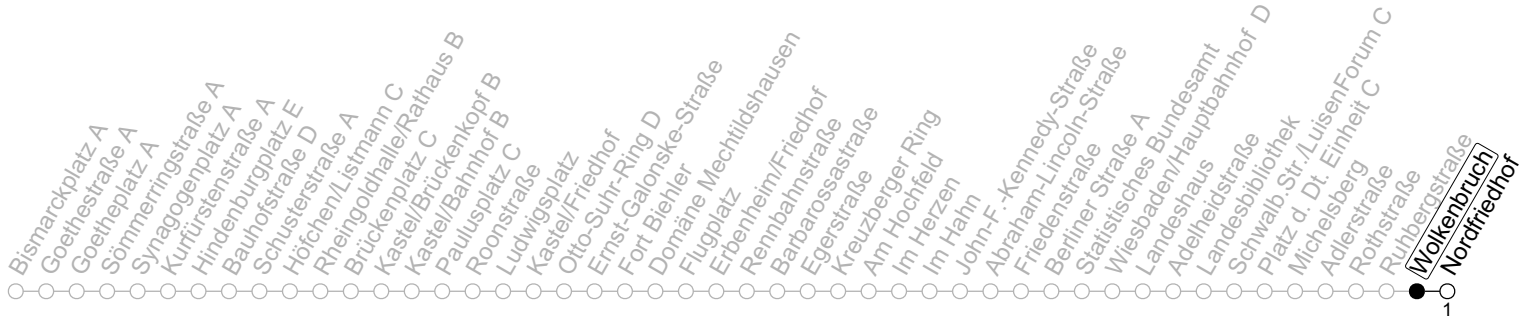 Bismarckplatz A
Goethestraße A
Goetheplatz A
Sömmerringstraße A
Synagogenplatz A
Kurfürstenstraße A
Hindenburgplatz E
Bauhofstraße D
Schusterstraße A
Höfchen/Listmann C
Rheingoldhalle/Rathaus B
Brückenplatz C
Kastel/Brückenkopf B
Kastel/Bahnhof B
Paulusplatz C
Roonstraße
Ludwigsplatz
Kastel/Friedhof
Otto-Suhr-Ring D
Ernst-Galonske-Straße
Fort Biehler
Domäne Mechtildshausen
Flugplatz
Erbenheim/Friedhof
Rennbahnstraße
Barbarossastraße
Egerstraße
Kreuzberger Ring
Am Hochfeld
Im Herzen
Im Hahn
John-F.-Kennedy-Straße
Abraham-Lincoln-Straße
Friedenstraße
Berliner Straße A
Statistisches Bundesamt
Wiesbaden/Hauptbahnhof D
Landeshaus
Adelheidstraße
Landesbibliothek
Schwalb.Str./LuisenForum C
Platz d. Dt. Einheit C
Michelsberg
Adlerstraße
Rothstraße
Ruhbergstraße
Wolkenbruch
Nordfriedhof
1